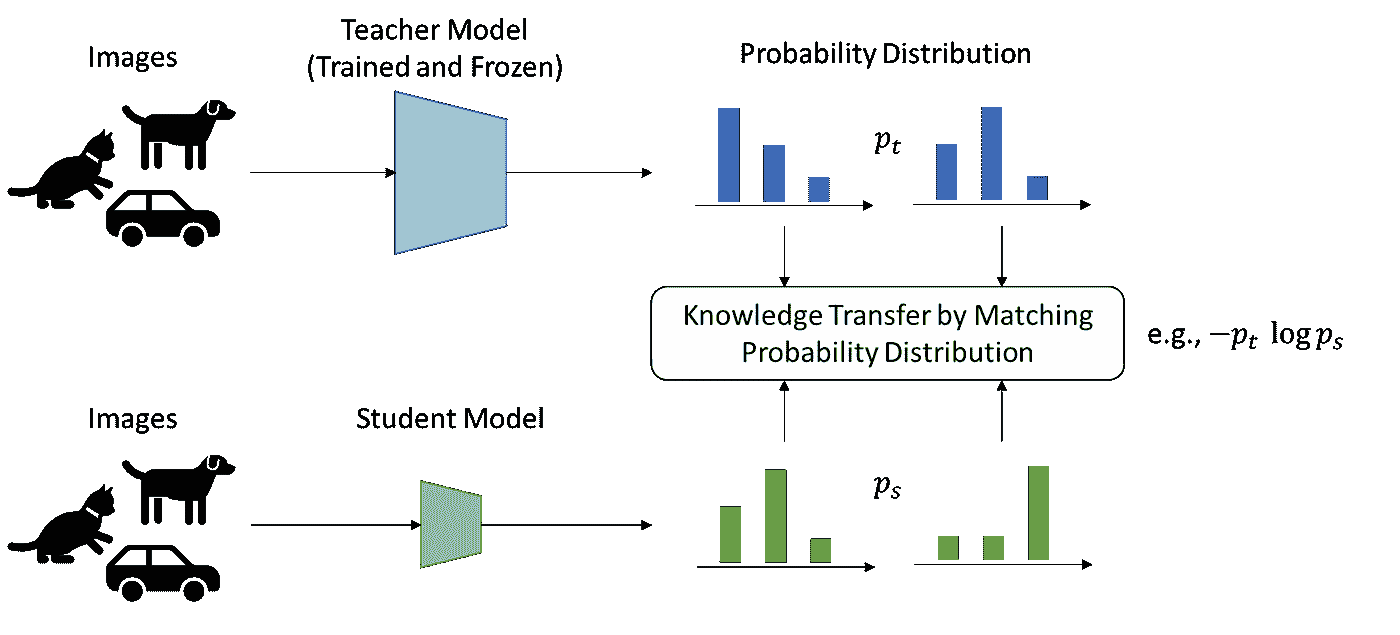 Images
Teacher Model
(Trained and Frozen)
Probability Distribution
p_t
Knowledge Transfer by Matching
Probability Distribution
e.g., −p_t log p_s
Images
Student Model
p_s